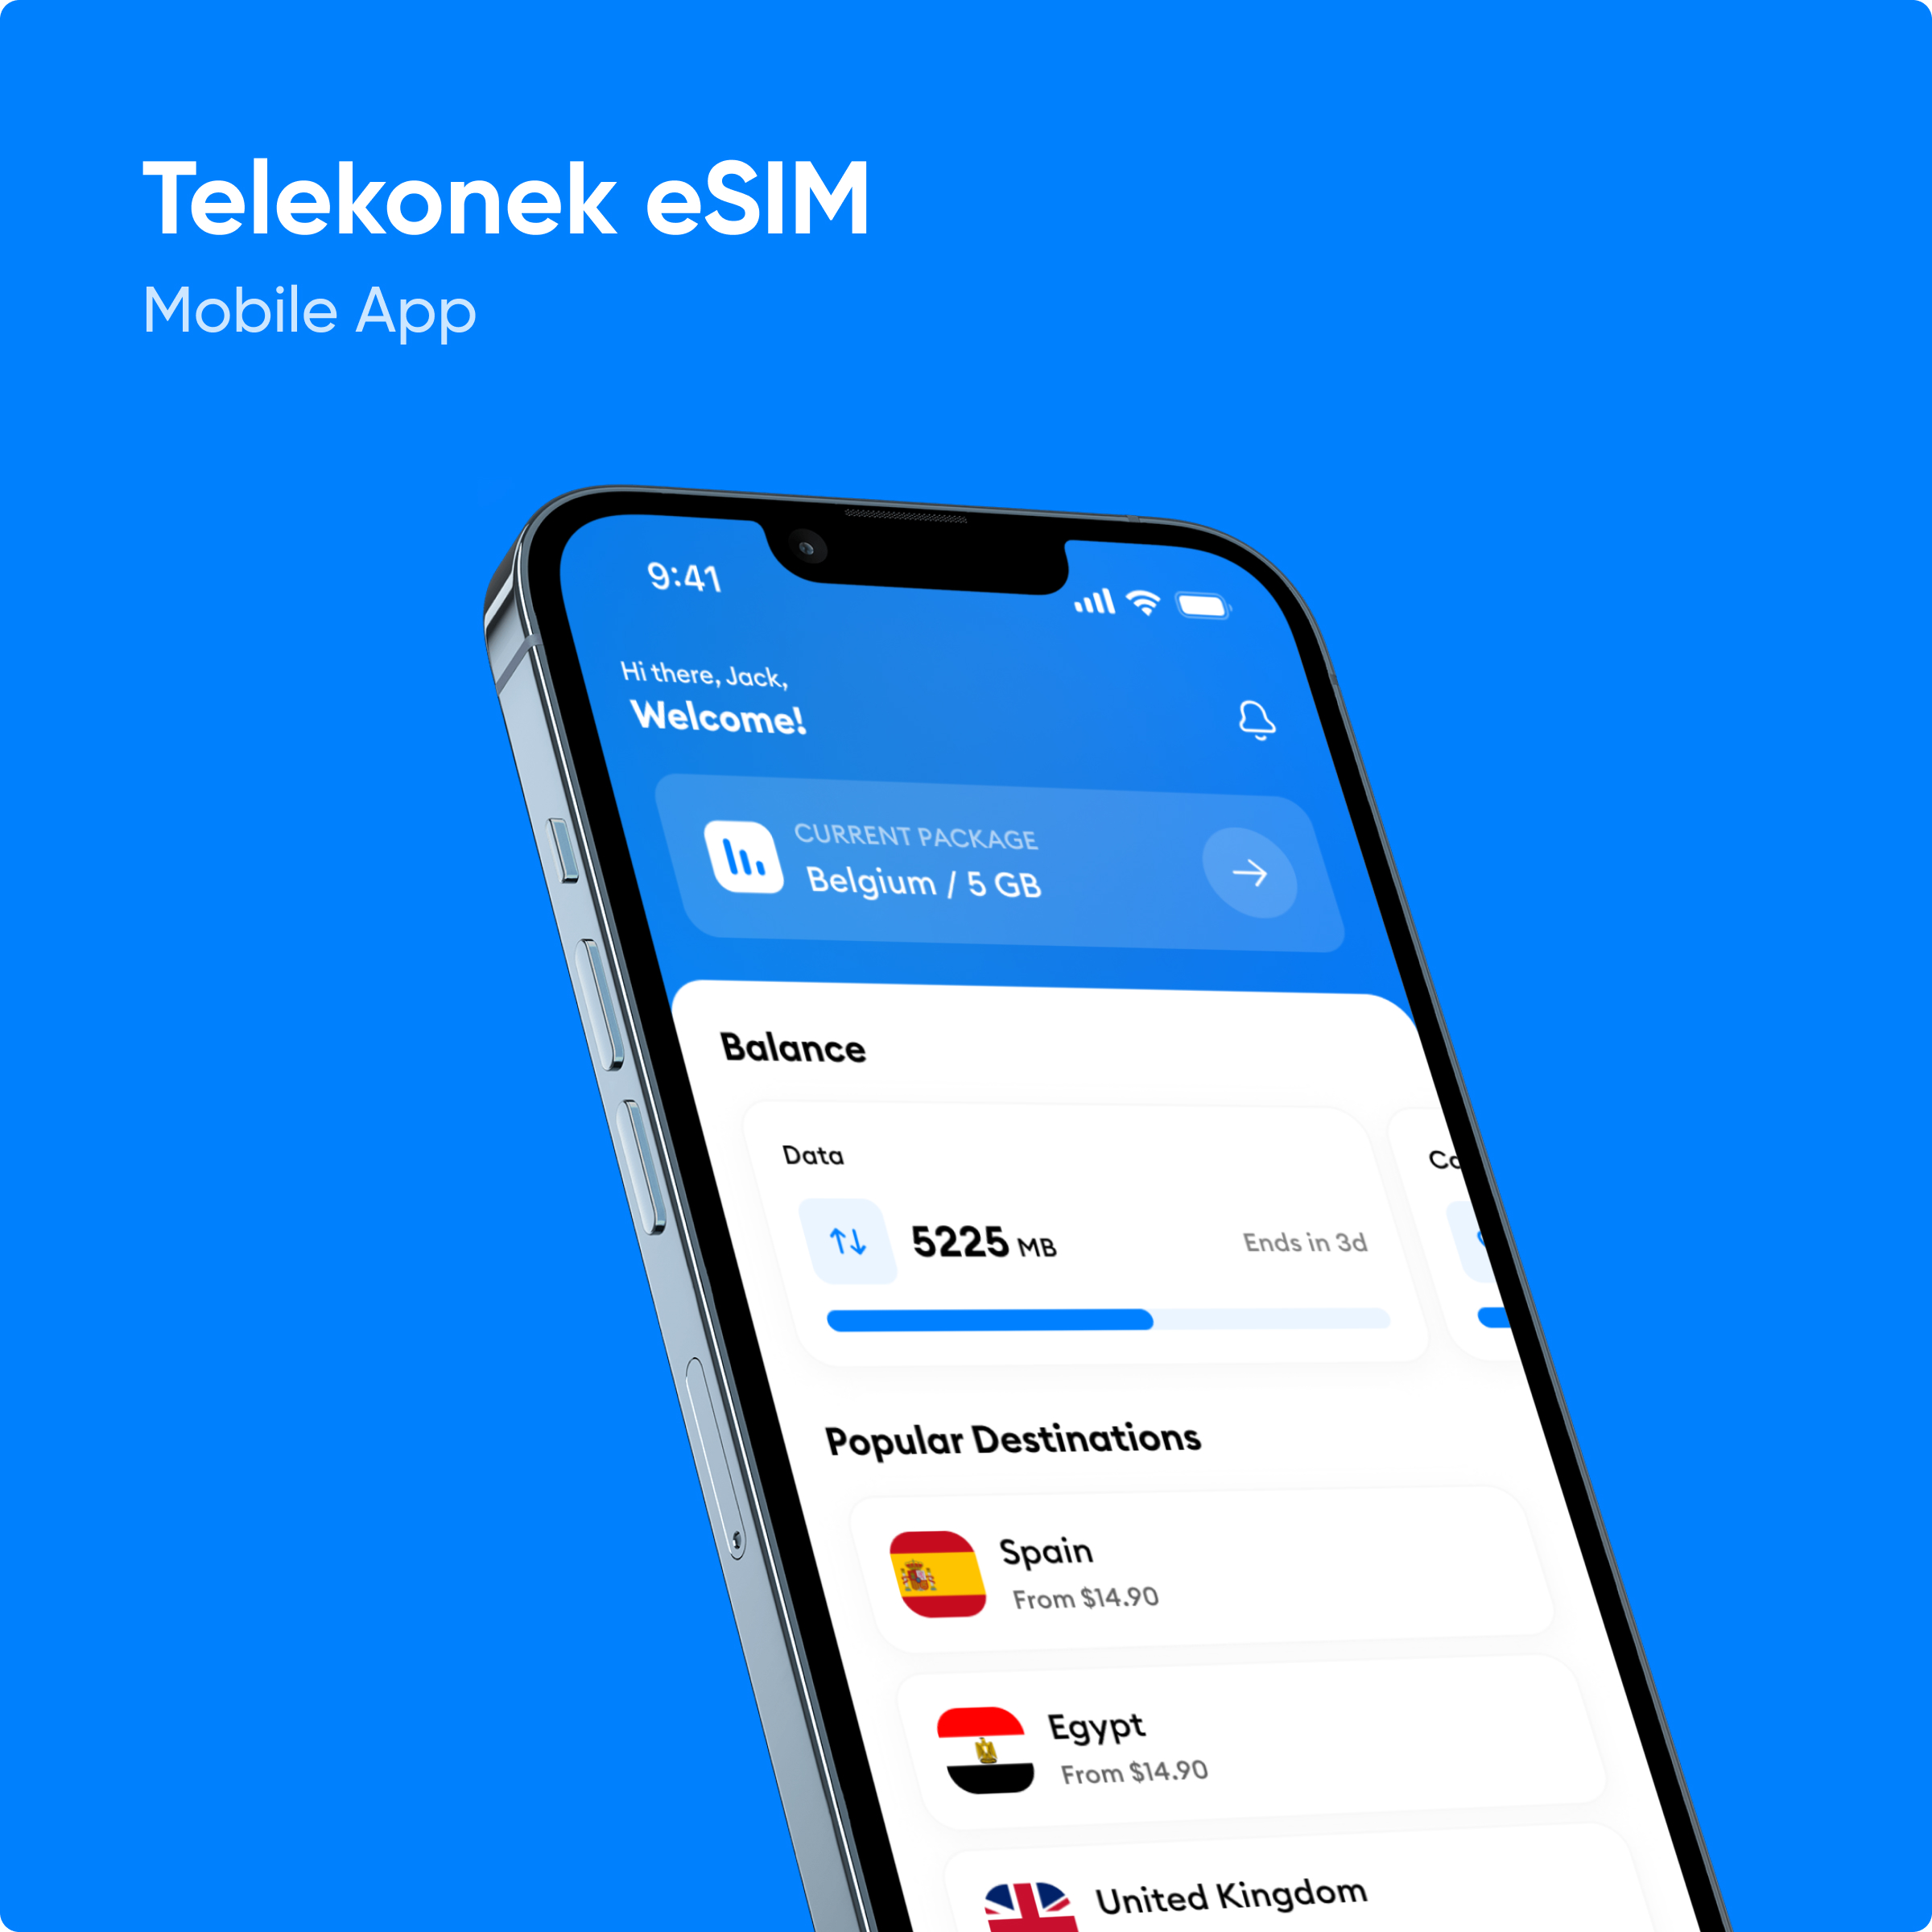 Telekonek eSIM
Mobile App
9:41
Hi there, Jack,
Welcome!
CURRENT PACKAGE
Belgium / 5 GB
Balance
Data
5225 MB
Ends in 3d
Popular Destinations
Spain
From $14.90
Egypt
From $14.90
United Kingdom